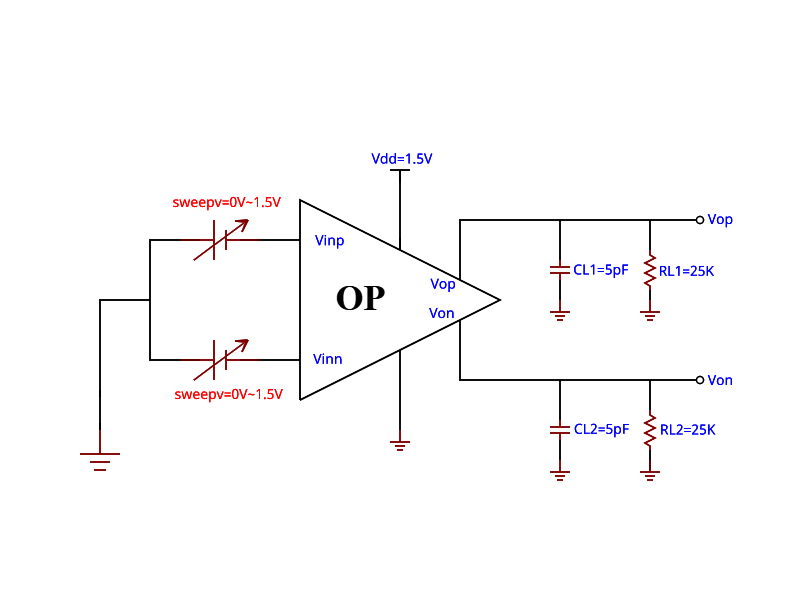 Vdd=1.5V
sweepv=0V~1.5V
Vinp
Vop
Vop
CL1=5pF
RL1=25K
OP
Von
Vinn
Von
sweepv=0V~1.5V
CL2=5pF
RL2=25K